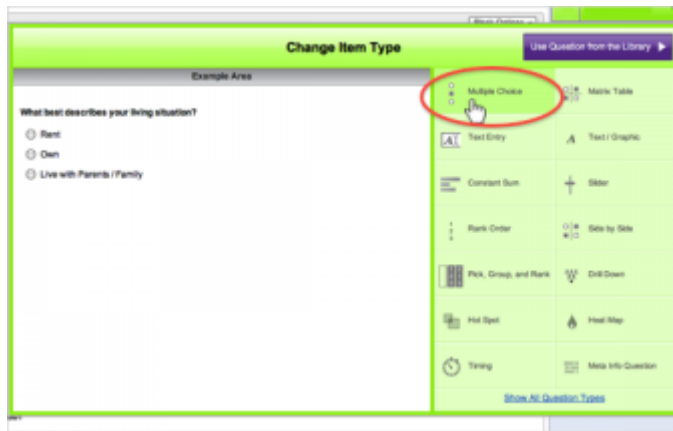 Block Options
Change Item Type
Use Question from the Library
Example Area
What best describes your living situation?
Rent
Own
Live with Parents / Family
Multiple Choice
Matrix Table
Text Entry
Text / Graphic
Constant Sum
Slider
Rank Order
Side by Side
Pick, Group, and Rank
Drill Down
Hot Spot
Heat Map
Timing
Meta Info Question
Show All Question Types